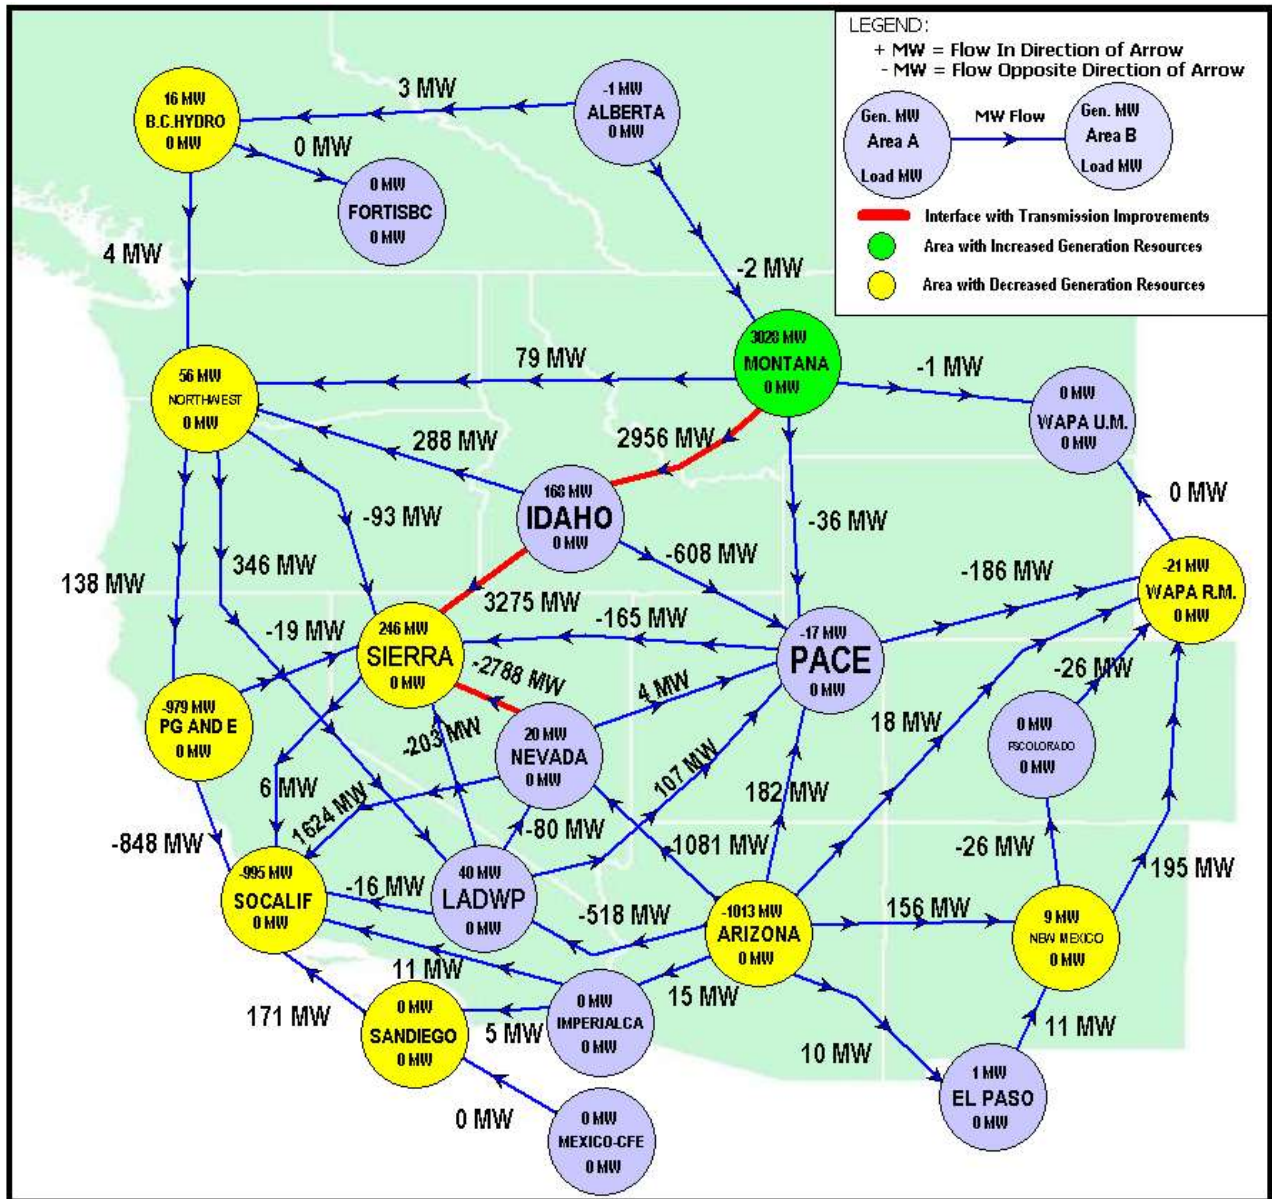 LEGEND:
+ MW = Flow In Direction of Arrow
- MW = Flow Opposite Direction of Arrow
Gen. MW
Area A
Load MW
MW Flow
Gen. MW
Area B
Load MW
Interface with Transmission Improvements
Area with Increased Generation Resources
Area with Decreased Generation Resources
16 MW
B.C.HYDRO
0 MW
3 MW
-1 MW
ALBERTA
0 MW
0 MW
0 MW
FORTISBC
0 MW
4 MW
-2 MW
3028 MW
MONTANA
0 MW
79 MW
-1 MW
56 MW
NORTHWEST
0 MW
0 MW
WAPA U.M.
0 MW
288 MW
2956 MW
168 MW
IDAHO
0 MW
0 MW
-93 MW
-36 MW
346 MW
-608 MW
-186 MW
-21 MW
WAPA R.M.
0 MW
138 MW
3275 MW
-19 MW
-165 MW
246 MW
SIERRA
0 MW
-17 MW
PACE
0 MW
-26 MW
-2788 MW
4 MW
-979 MW
PG AND E
0 MW
-203 MW
20 MW
NEVADA
0 MW
18 MW
0 MW
PSCOLORADO
0 MW
6 MW
107 MW
182 MW
1624 MW
-80 MW
-848 MW
-1081 MW
-26 MW
195 MW
-995 MW
SOCALIF
0 MW
-16 MW
40 MW
LADWP
0 MW
-518 MW
-1013 MW
ARIZONA
0 MW
156 MW
9 MW
NEW MEXICO
0 MW
11 MW
15 MW
171 MW
0 MW
SANDIEGO
0 MW
5 MW
0 MW
IMPERIALCA
0 MW
10 MW
11 MW
1 MW
EL PASO
0 MW
0 MW
0 MW
MEXICO-CFE
0 MW